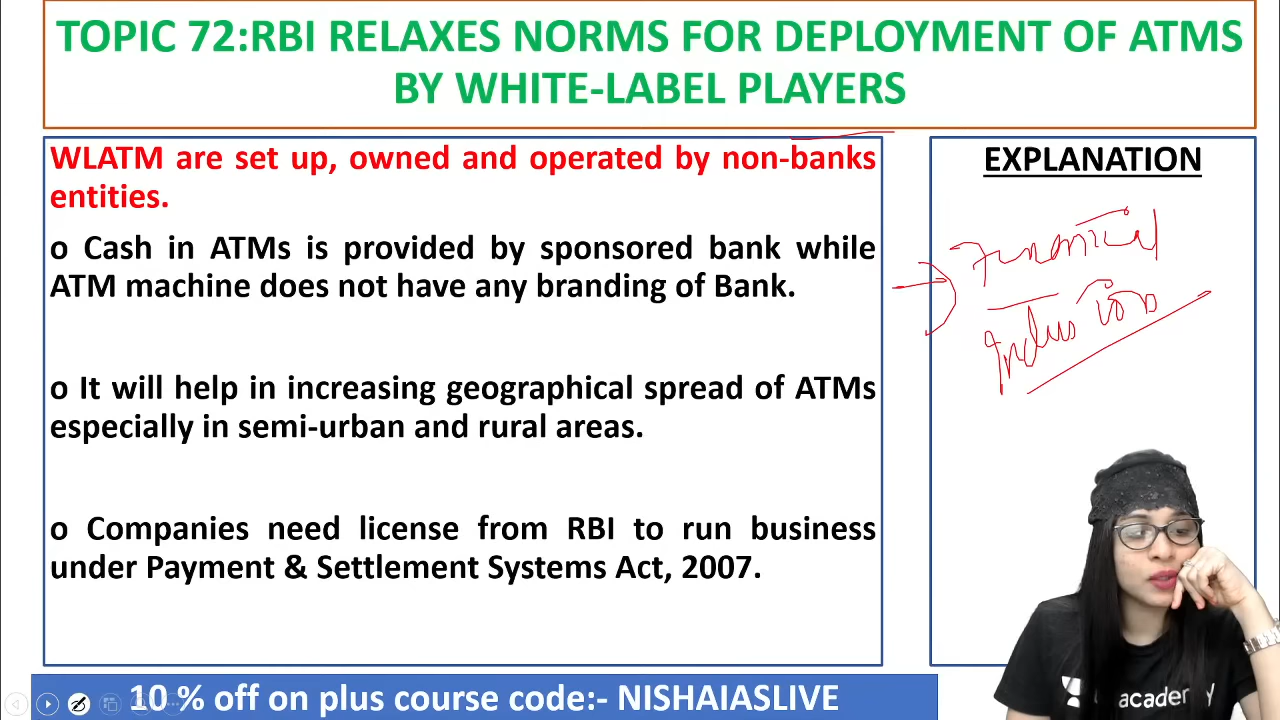 TOPIC 72:RBI RELAXES NORMS FOR DEPLOYMENT OF ATMS
BY WHITE-LABEL PLAYERS
WLATM are set up, owned and operated by non-banks
entities.
o Cash in ATMs is provided by sponsored bank while
ATM machine does not have any branding of Bank.
o It will help in increasing geographical spread of ATMs
especially in semi-urban and rural areas.
o Companies need license from RBI to run business
under Payment & Settlement Systems Act, 2007.
EXPLANATION
Financial
Inclusion
unacademy
10 % off on plus course code:- NISHAIASLIVE